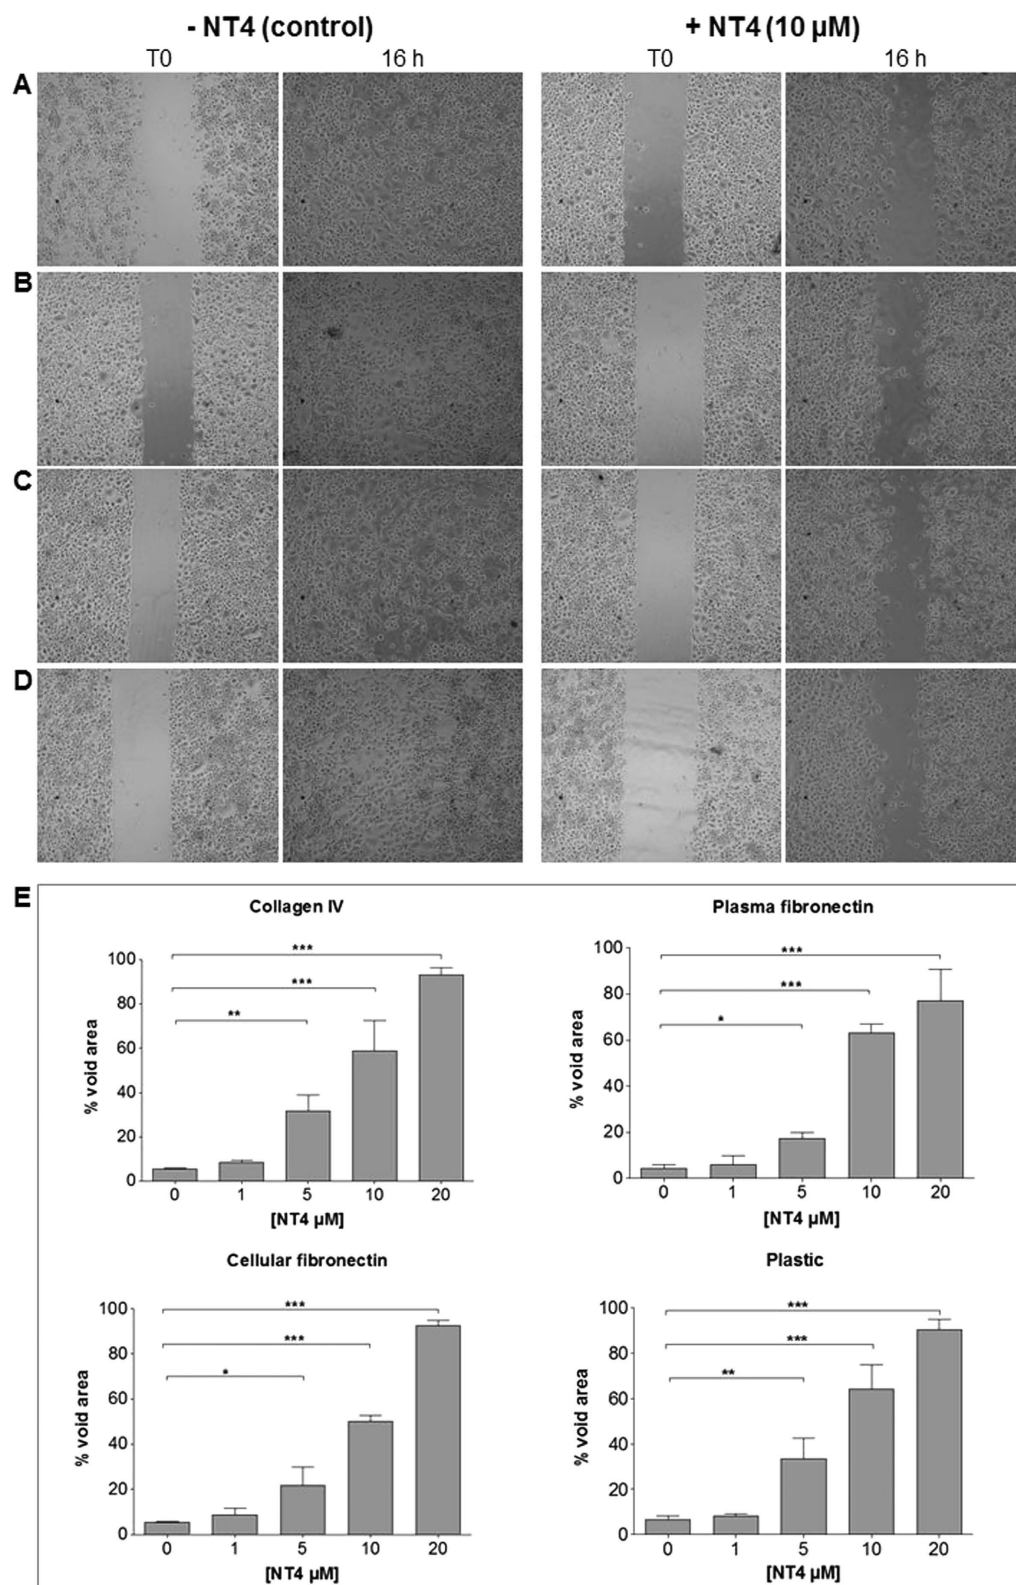 - NT4 (control) + NT4 (10 µM)
T0 16 h T0 16 h
A
B
C
D
E
Collagen IV
% void area
100
80
60
40
20
0
***
***
**
0 1 5 10 20
[NT4 µM]
Plasma fibronectin
% void area
100
80
60
40
20
0
***
***
*
0 1 5 10 20
[NT4 µM]
Cellular fibronectin
% void area
100
80
60
40
20
0
***
***
*
0 1 5 10 20
[NT4 µM]
Plastic
% void area
100
80
60
40
20
0
***
***
**
0 1 5 10 20
[NT4 µM]